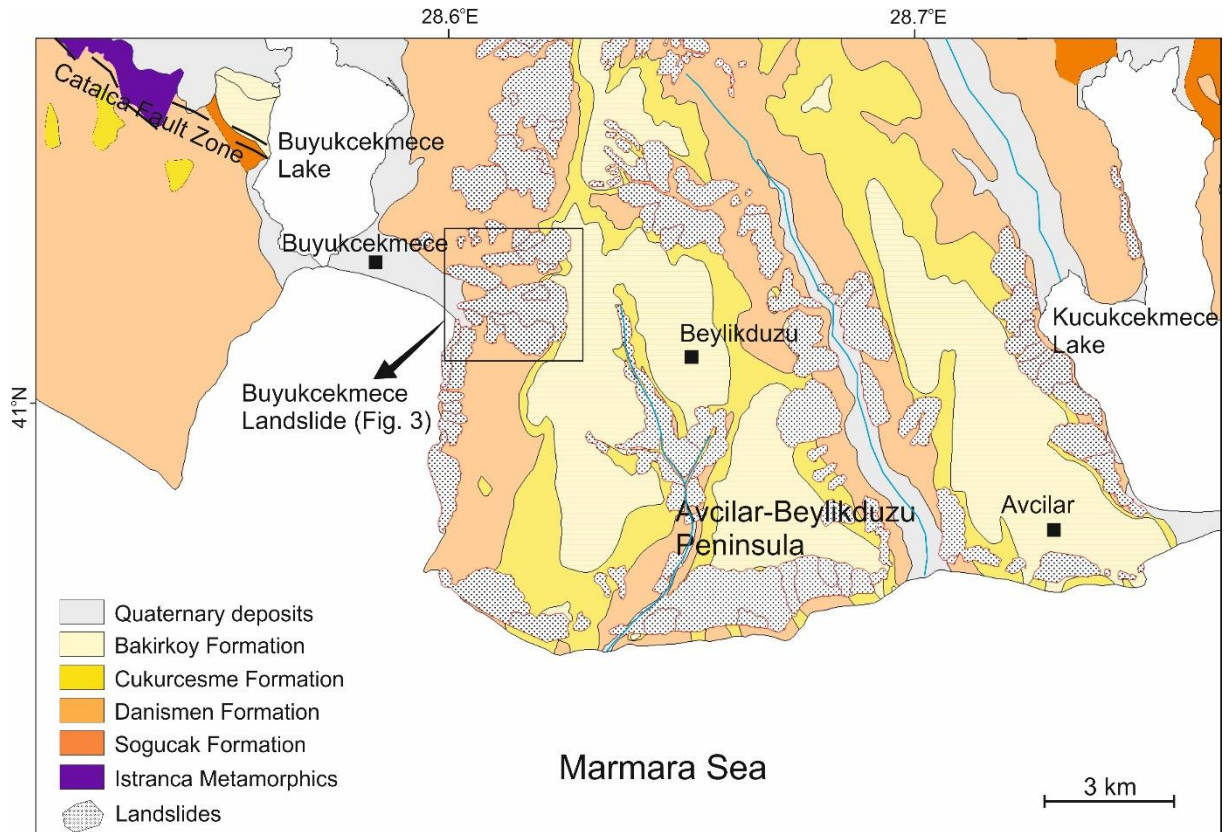 28.6°E
28.7°E
Catalca Fault Zone
Buyukcekmece
Lake
Buyukcekmece
Beylikduzu
Kucukcekmece
Lake
41°N
Buyukcekmece
Landslide (Fig. 3)
Avcilar-Beylikduzu
Peninsula
Avcilar
Quaternary deposits
Bakirkoy Formation
Cukurcesme Formation
Danismen Formation
Sogucak Formation
Istranca Metamorphics
Landslides
Marmara Sea
3 km